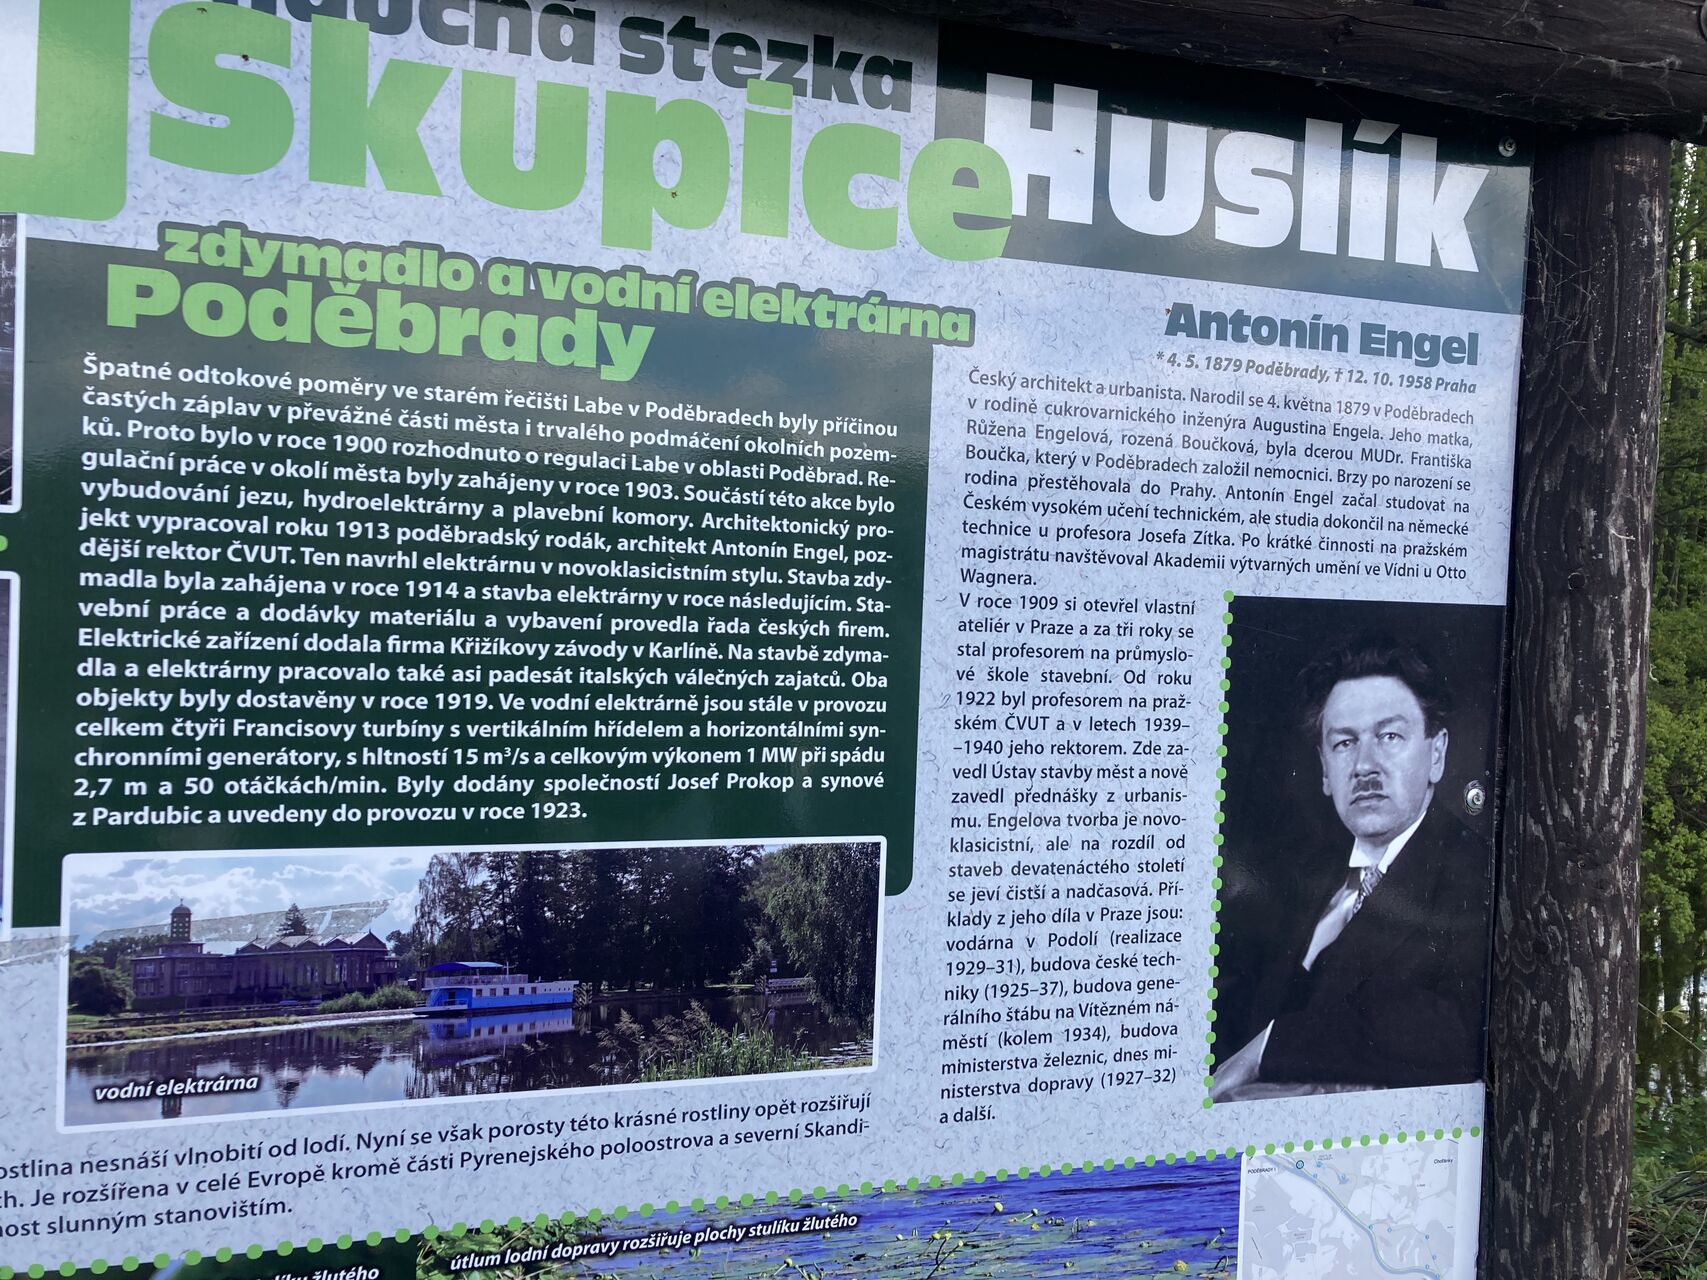 stezka
skupice
Huslík
zdymadlo a vodní elektrárna
Poděbrady
Špatné odtokové poměry ve starém řečišti Labe v Poděbradech byly příčinou
častých záplav v převážné části města i trvalého podmáčení okolních pozem-
ků. Proto bylo v roce 1900 rozhodnuto o regulaci Labe v oblasti Poděbrad. Re-
gulační práce v okolí města byly zahájeny v roce 1903. Součástí této akce bylo
vybudování jezu, hydroelektrárny a plavební komory. Architektonický pro-
jekt vypracoval roku 1913 poděbradský rodák, architekt Antonín Engel, poz-
dější rektor ČVUT. Ten navrhl elektrárnu v novoklasicistním stylu. Stavba zdy-
madla byla zahájena v roce 1914 a stavba elektrárny v roce následujícím. Sta-
vební práce a dodávky materiálu a vybavení provedla řada českých firem.
Elektrické zařízení dodala firma Křižíkovy závody v Karlíně. Na stavbě zdyma-
dla a elektrárny pracovalo také asi padesát italských válečných zajatců. Oba
objekty byly dostavěny v roce 1919. Ve vodní elektrárně jsou stále v provozu
celkem čtyři Francisovy turbíny s vertikálním hřídelem a horizontálními syn-
chronními generátory, s hltností 15 m³/s a celkovým výkonem 1 MW při spádu
2,7 m a 50 otáčkách/min. Byly dodány společností Josef Prokop a synové
z Pardubic a uvedeny do provozu v roce 1923.
vodní elektrárna
Antonín Engel
* 4. 5. 1879 Poděbrady, † 12. 10. 1958 Praha
Český architekt a urbanista. Narodil se 4. května 1879 v Poděbradech
v rodině cukrovarnického inženýra Augustina Engela. Jeho matka,
Růžena Engelová, rozená Boučková, byla dcerou MUDr. Františka
Boučka, který v Poděbradech založil nemocnici. Brzy po narození se
rodina přestěhovala do Prahy. Antonín Engel začal studovat na
Českém vysokém učení technickém, ale studia dokončil na německé
technice u profesora Josefa Zítka. Po krátké činnosti na pražském
magistrátu navštěvoval Akademii výtvarných umění ve Vídni u Otto
Wagnera.
V roce 1909 si otevřel vlastní
ateliér v Praze a za tři roky se
stal profesorem na průmyslo-
vé škole stavební. Od roku
1922 byl profesorem na praž-
ském ČVUT a v letech 1939–
–1940 jeho rektorem. Zde za-
vedl Ústav stavby měst a nově
zavedl přednášky z urbanis-
mu. Engelova tvorba je novo-
klasicistní, ale na rozdíl od
staveb devatenáctého století
se jeví čistší a nadčasová. Pří-
klady z jeho díla v Praze jsou:
vodárna v Podolí (realizace
1929–31), budova české tech-
niky (1925–37), budova gene-
rálního štábu na Vítězném ná-
městí (kolem 1934), budova
ministerstva železnic, dnes mi-
nisterstva dopravy (1927–32)
a další.
ostlina nesnáší vlnobití od lodí. Nyní se však porosty této krásné rostliny opět rozšiřují
ch. Je rozšířena v celé Evropě kromě části Pyrenejského poloostrova a severní Skandi-
nost slunným stanovištím.
žlutého
útlum lodní dopravy rozšiřuje plochy stulíku žlutého
PODĚBRADY
Choťánky